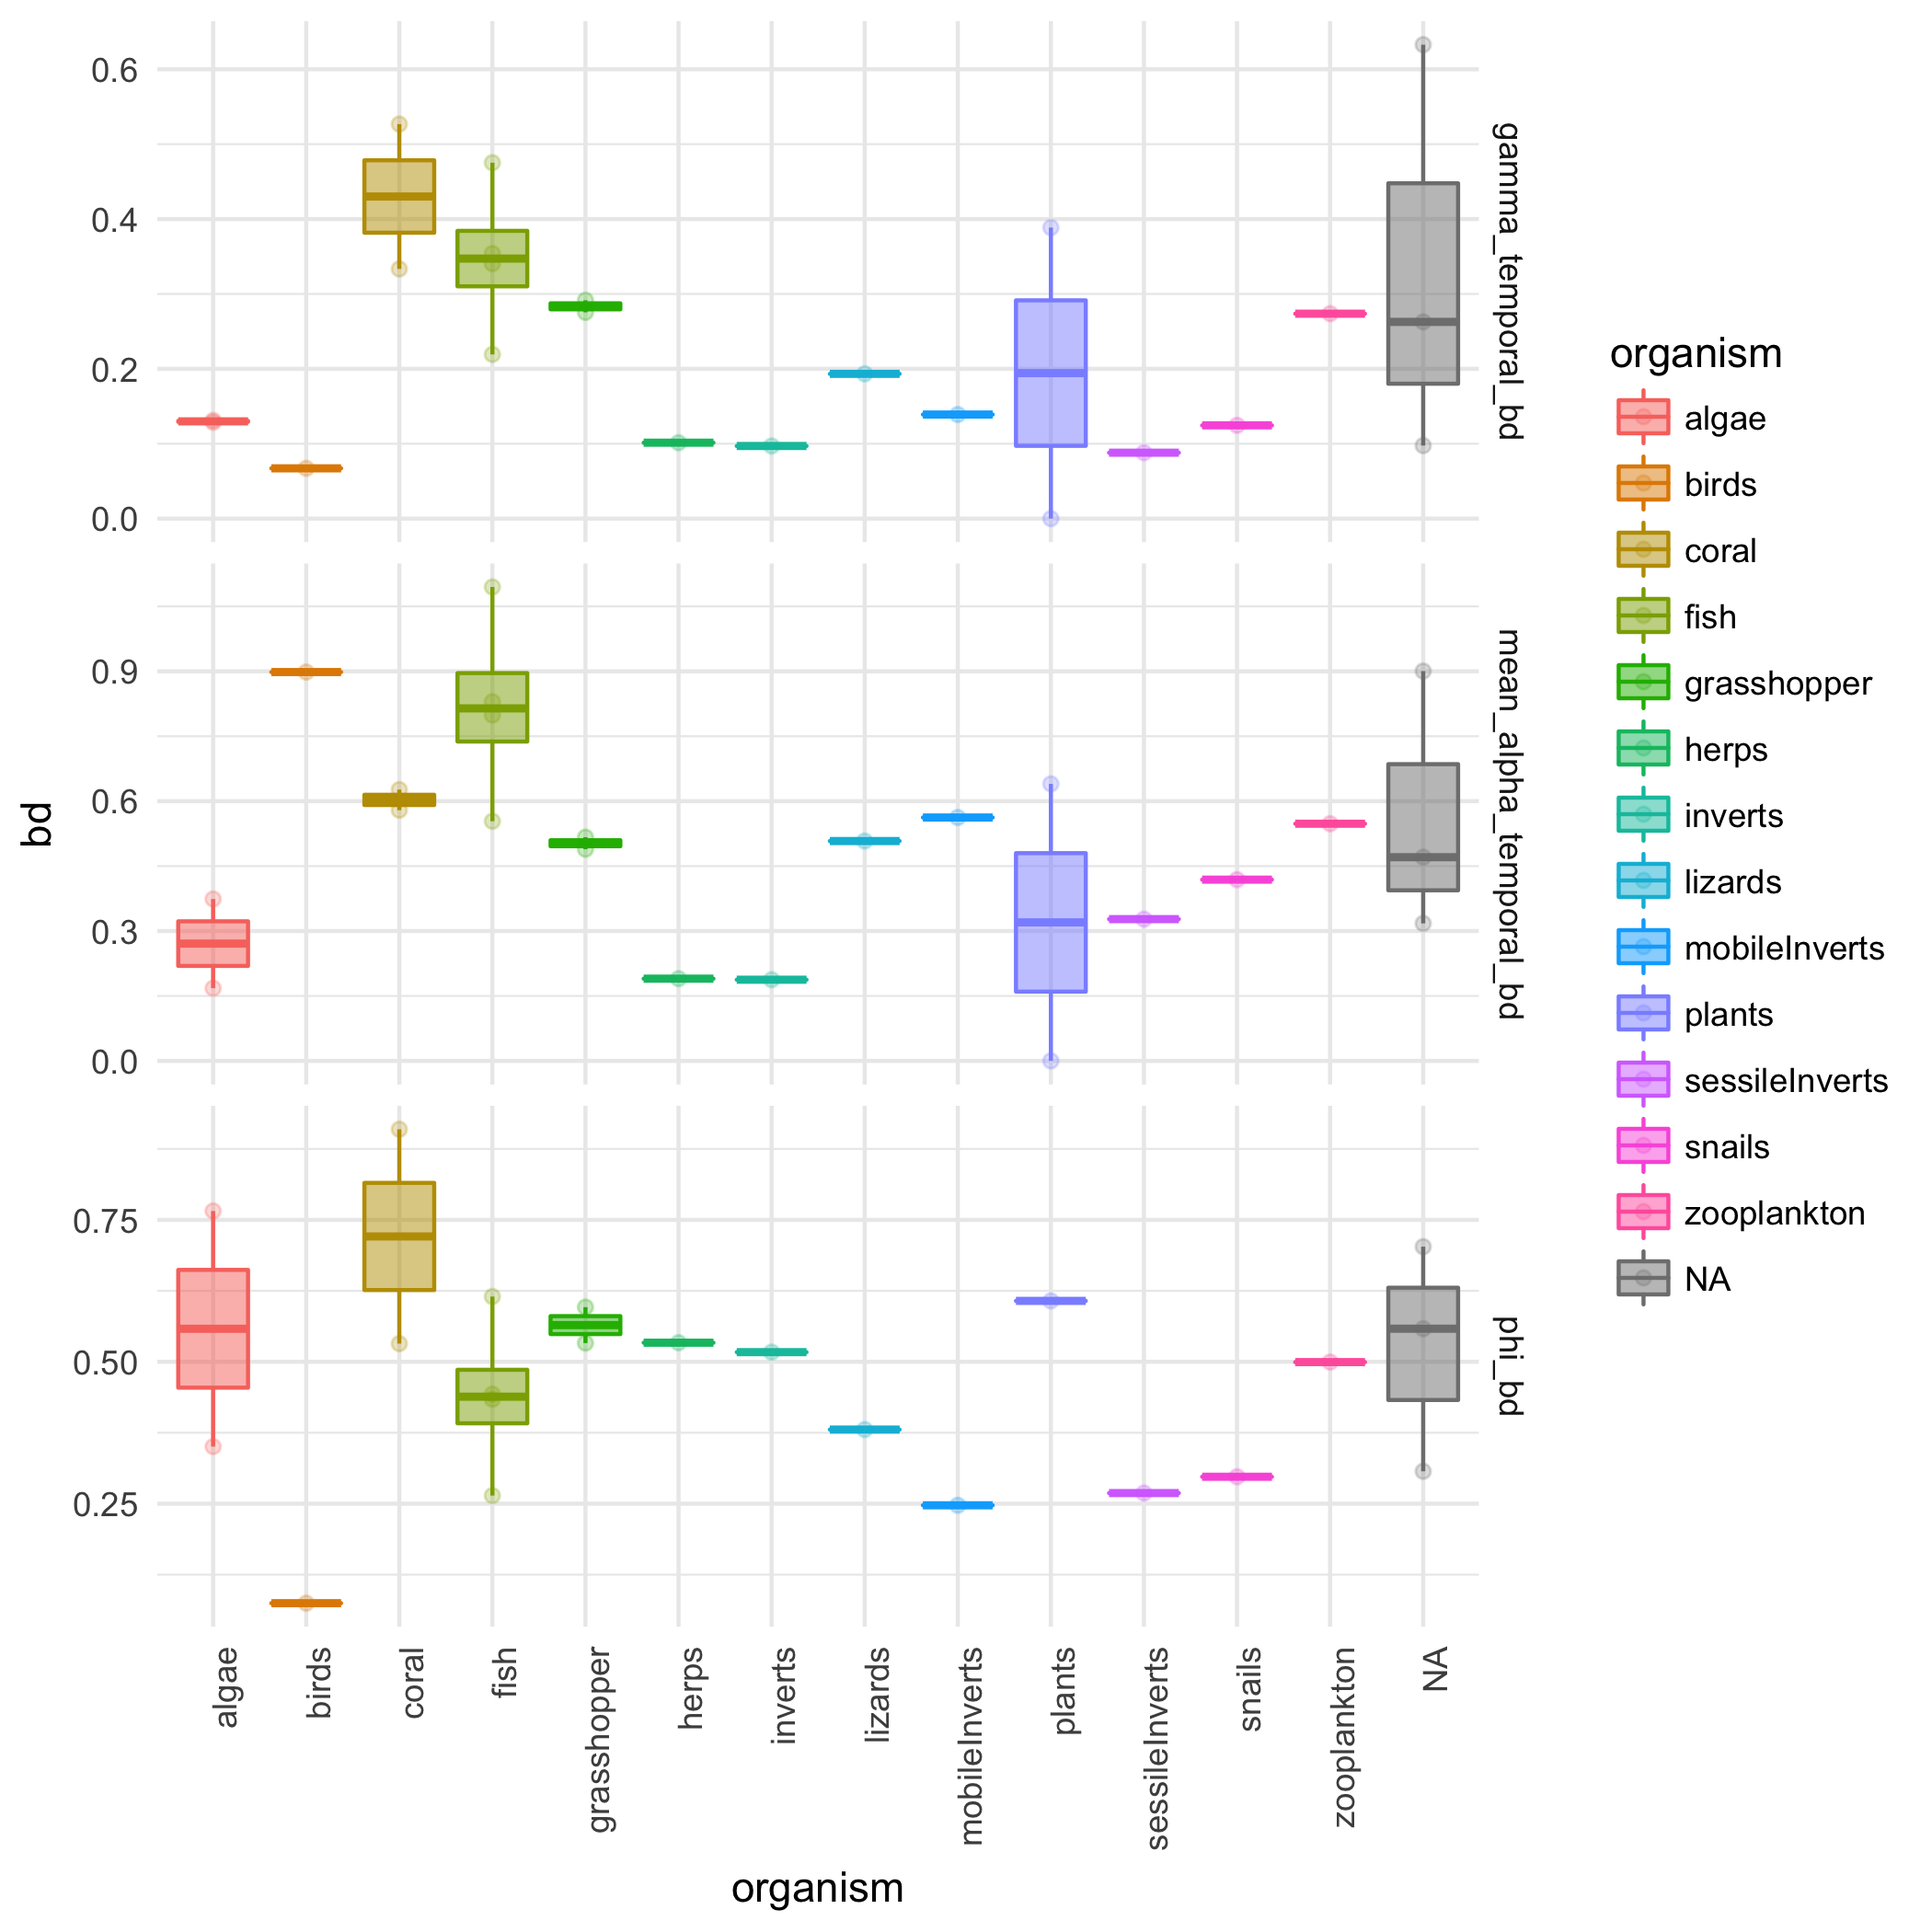 0.6
0.4
0.2
0.0
gamma_temporal_bd
0.9
0.6
0.3
0.0
mean_alpha_temporal_bd
0.75
0.50
0.25
phi_bd
bd
algae
birds
coral
fish
grasshopper
herps
inverts
lizards
mobileInverts
plants
sessileInverts
snails
zooplankton
NA
organism
organism
algae
birds
coral
fish
grasshopper
herps
inverts
lizards
mobileInverts
plants
sessileInverts
snails
zooplankton
NA